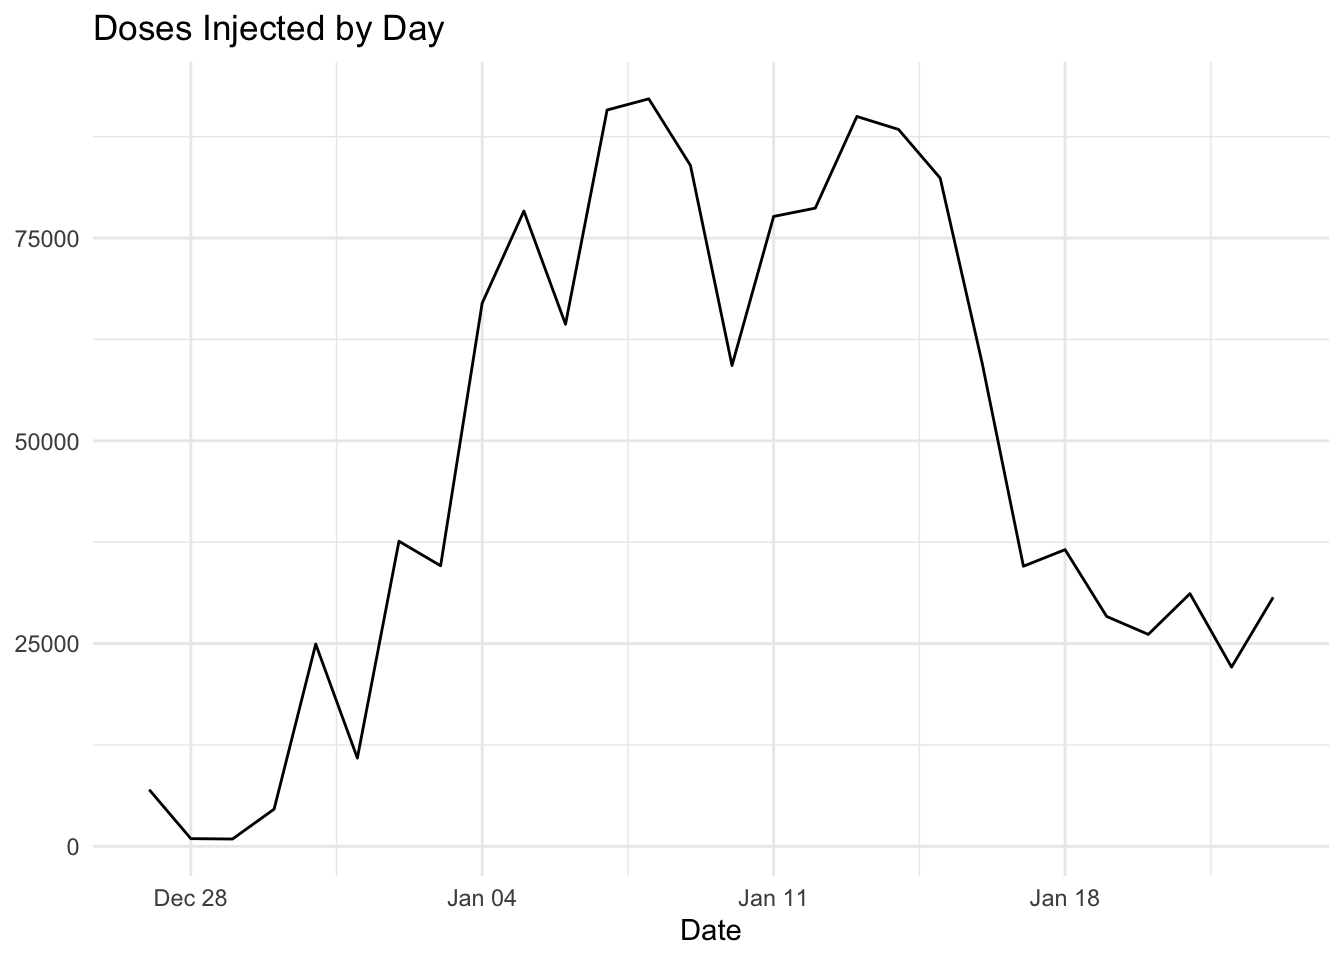 Doses Injected by Day
75000
50000
25000
0
Dec 28
Jan 04
Jan 11
Jan 18
Date